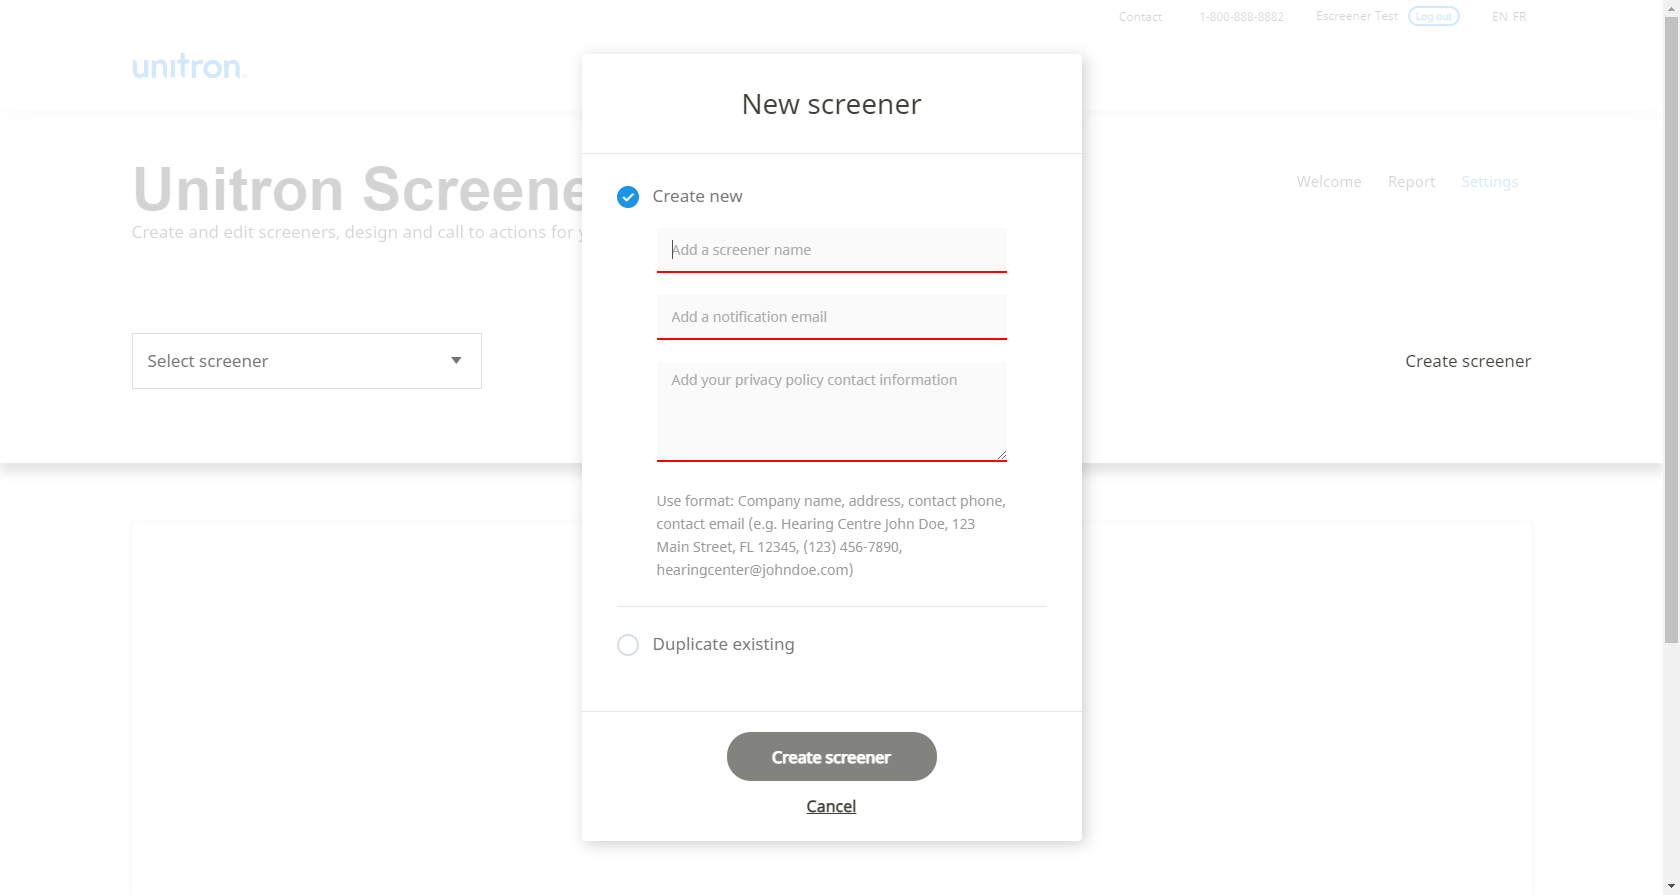 Contact 1-800-888-8882 Escreener Test Log out EN FR
unitron
New screener
Unitron Screene
Welcome Report Settings
Create and edit screeners, design and call to actions for y
Create new
Add a screener name
Add a notification email
Select screener
Create screener
Add your privacy policy contact information
Use format: Company name, address, contact phone,
contact email (e.g. Hearing Centre John Doe, 123
Main Street, FL 12345, (123) 456-7890,
hearingcenter@johndoe.com)
Duplicate existing
Create screener
Cancel